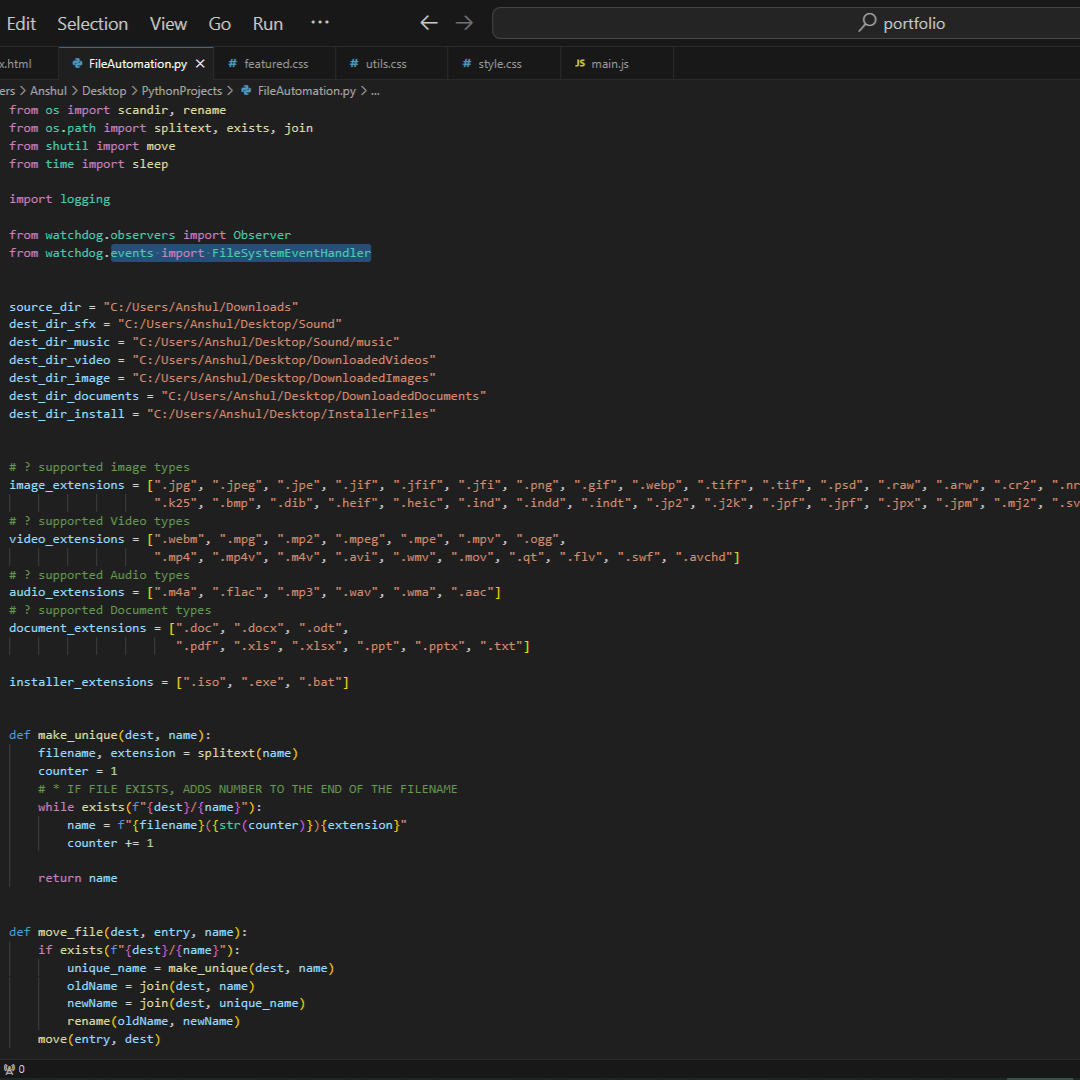 Edit Selection View Go Run ··· ← → portfolio
x.html FileAutomation.py × # featured.css # utils.css # style.css JS main.js
ers > Anshul > Desktop > PythonProjects > FileAutomation.py > ...
from os import scandir, rename
from os.path import splitext, exists, join
from shutil import move
from time import sleep
import logging
from watchdog.observers import Observer
from watchdog.events import FileSystemEventHandler
source_dir = "C:/Users/Anshul/Downloads"
dest_dir_sfx = "C:/Users/Anshul/Desktop/Sound"
dest_dir_music = "C:/Users/Anshul/Desktop/Sound/music"
dest_dir_video = "C:/Users/Anshul/Desktop/DownloadedVideos"
dest_dir_image = "C:/Users/Anshul/Desktop/DownloadedImages"
dest_dir_documents = "C:/Users/Anshul/Desktop/DownloadedDocuments"
dest_dir_install = "C:/Users/Anshul/Desktop/InstallerFiles"
# ? supported image types
image_extensions = [".jpg", ".jpeg", ".jpe", ".jif", ".jfif", ".jfi", ".png", ".gif", ".webp", ".tiff", ".tif", ".psd", ".raw", ".arw", ".cr2", ".nr
".k25", ".bmp", ".dib", ".heif", ".heic", ".ind", ".indd", ".indt", ".jp2", ".j2k", ".jpf", ".jpf", ".jpx", ".jpm", ".mj2", ".sv
# ? supported Video types
video_extensions = [".webm", ".mpg", ".mp2", ".mpeg", ".mpe", ".mpv", ".ogg",
".mp4", ".mp4v", ".m4v", ".avi", ".wmv", ".mov", ".qt", ".flv", ".swf", ".avchd"]
# ? supported Audio types
audio_extensions = [".m4a", ".flac", ".mp3", ".wav", ".wma", ".aac"]
# ? supported Document types
document_extensions = [".doc", ".docx", ".odt",
".pdf", ".xls", ".xlsx", ".ppt", ".pptx", ".txt"]
installer_extensions = [".iso", ".exe", ".bat"]
def make_unique(dest, name):
filename, extension = splitext(name)
counter = 1
# * IF FILE EXISTS, ADDS NUMBER TO THE END OF THE FILENAME
while exists(f"{dest}/{name}"):
name = f"{filename}({str(counter)}){extension}"
counter += 1
return name
def move_file(dest, entry, name):
if exists(f"{dest}/{name}"):
unique_name = make_unique(dest, name)
oldName = join(dest, name)
newName = join(dest, unique_name)
rename(oldName, newName)
move(entry, dest)
0